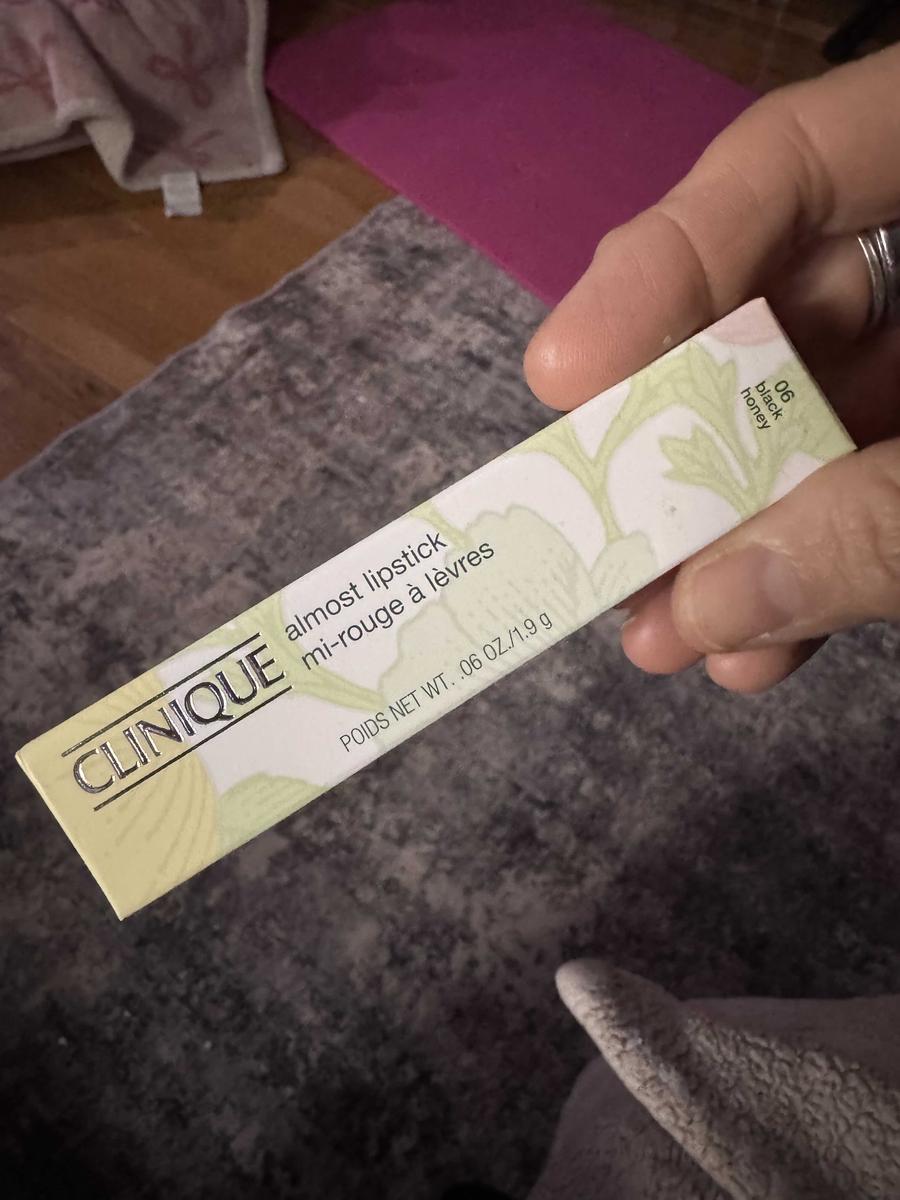 CLINIQUE
almost lipstick
mi-rouge à lèvres
POIDS NET WT. .06 OZ./1.9 g
06
black
honey